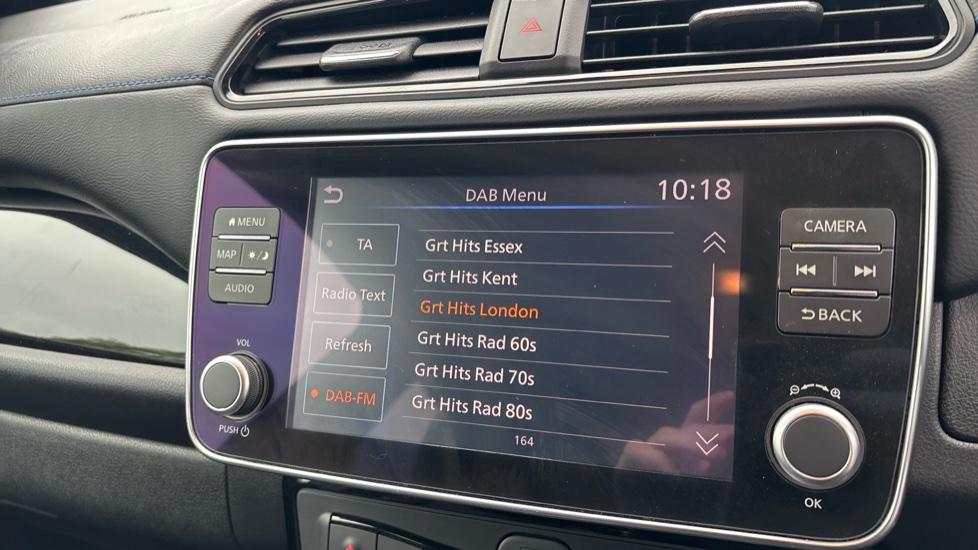 DAB Menu
10:18
TA
Radio Text
Refresh
DAB-FM
Grt Hits Essex
Grt Hits Kent
Grt Hits London
Grt Hits Rad 60s
Grt Hits Rad 70s
Grt Hits Rad 80s
164
MENU
MAP
AUDIO
VOL
PUSH
CAMERA
BACK
OK